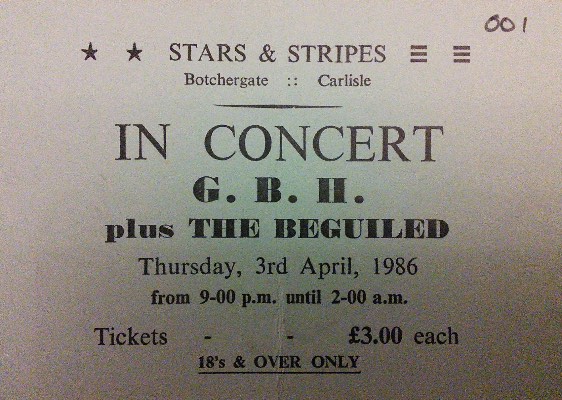 001
★ ★ STARS & STRIPES ☰ ☰
Botchergate :: Carlisle
IN CONCERT
G. B. H.
plus THE BEGUILED
Thursday, 3rd April, 1986
from 9-00 p.m. until 2-00 a.m.
Tickets - - £3.00 each
18's & OVER ONLY